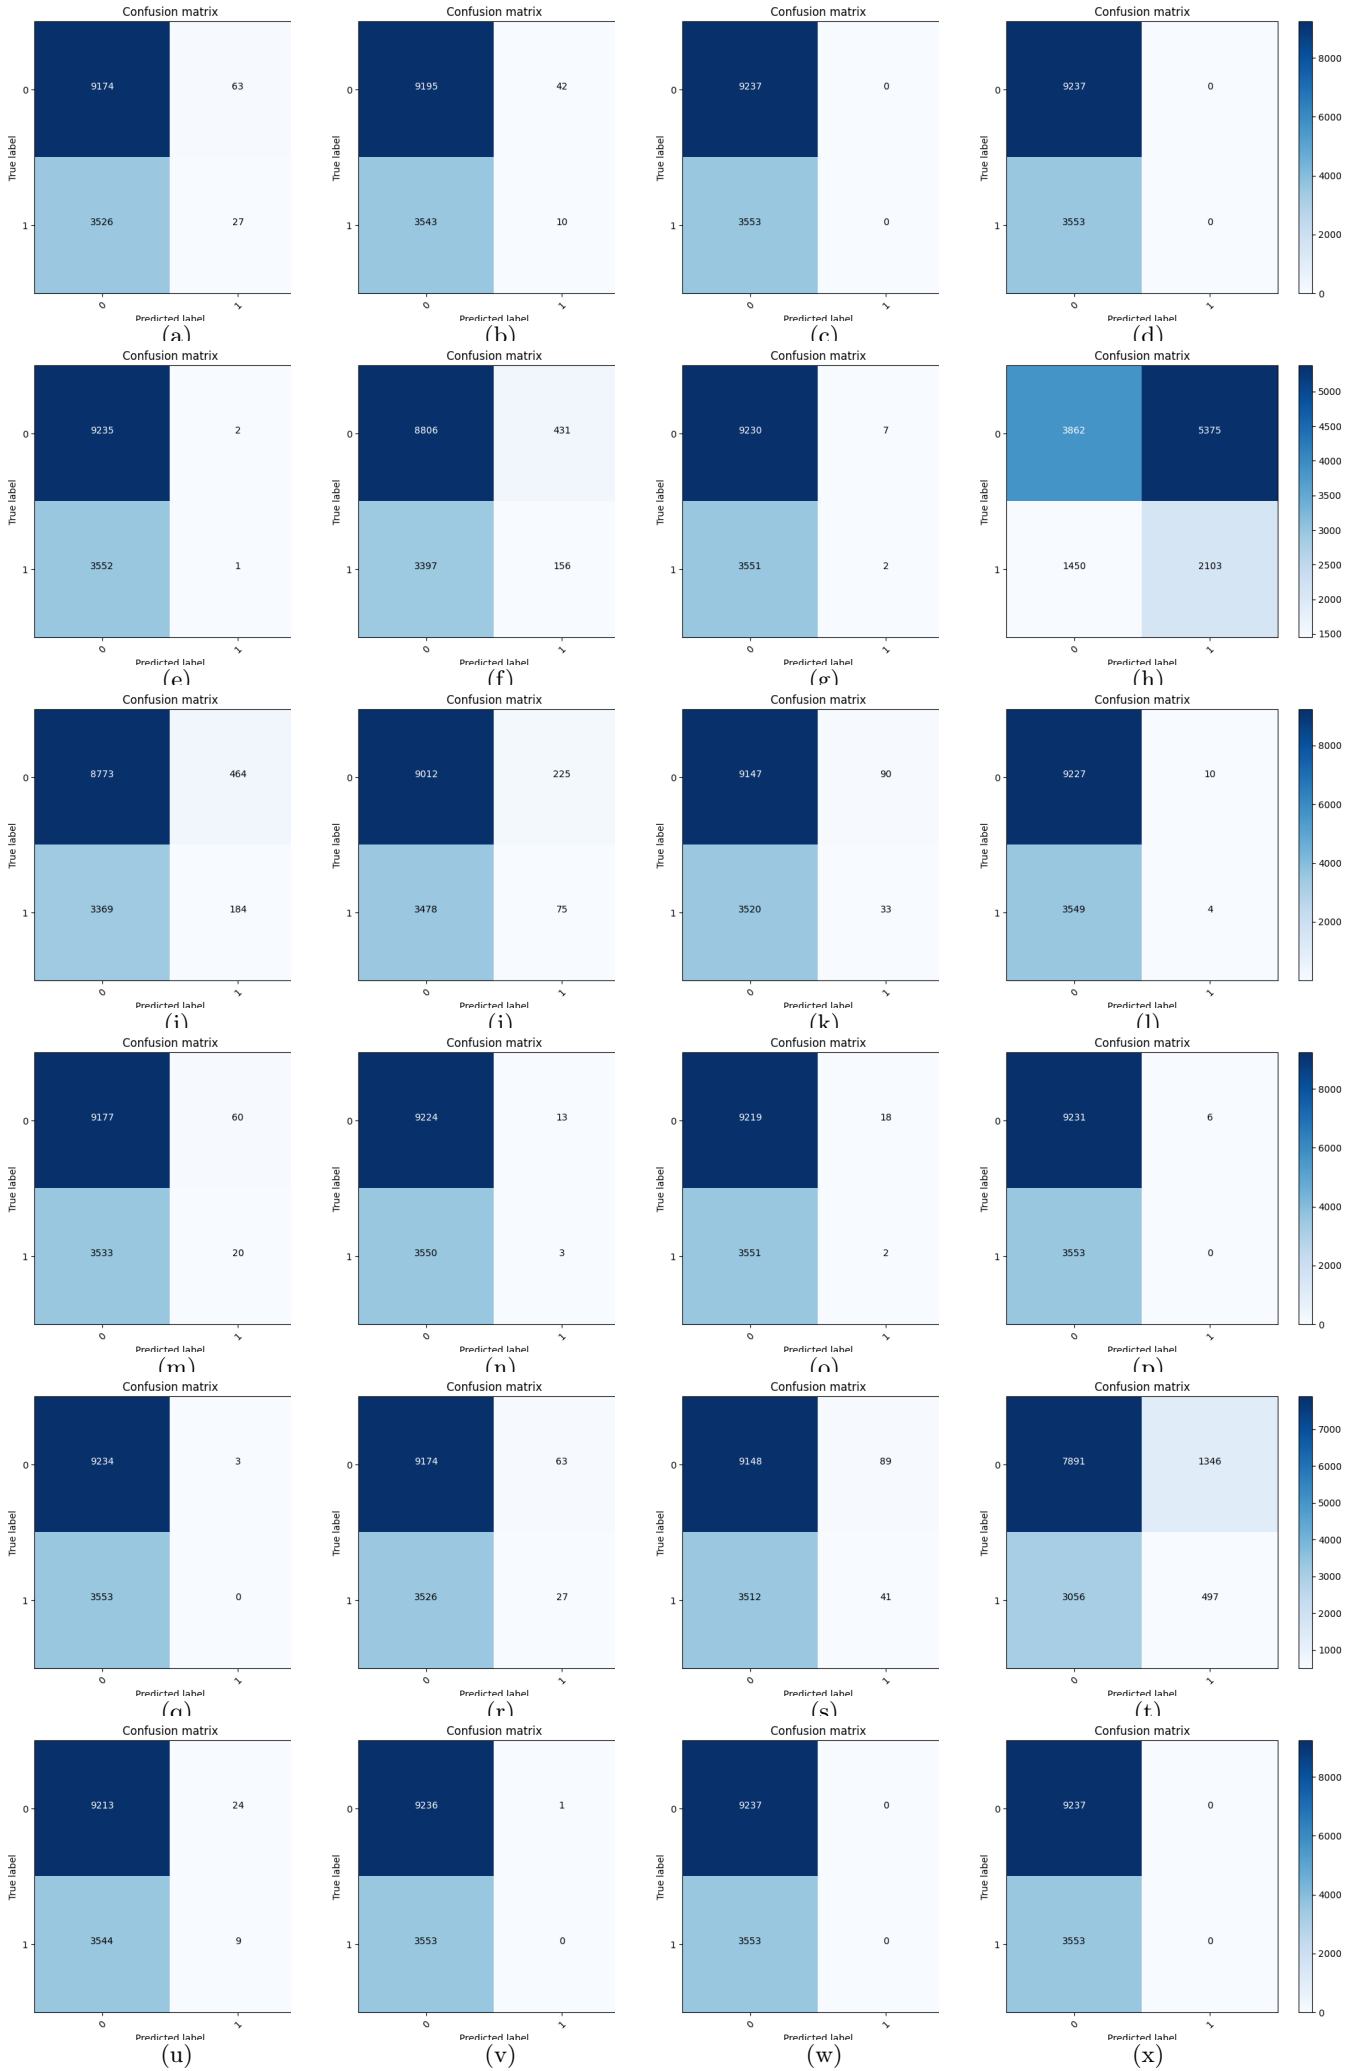 Confusion matrix Confusion matrix Confusion matrix Confusion matrix
8000
0 9174 63 0 9195 42 0 9237 0 0 9237 0
6000
True label True label True label True label
4000
1 3526 27 1 3543 10 1 3553 0 1 3553 0
2000
0
0 1 0 1 0 1 0 1
Predicted label Predicted label Predicted label Predicted label
(a) (b) (c) (d)
Confusion matrix Confusion matrix Confusion matrix Confusion matrix
5000
4500
0 9235 2 0 8806 431 0 9230 7 0 3862 5375
4000
True label True label True label True label
3500
3000
1 3552 1 1 3397 156 1 3551 2 1 1450 2103
2500
2000
1500
0 1 0 1 0 1 0 1
Predicted label Predicted label Predicted label Predicted label
(e) (f) (g) (h)
Confusion matrix Confusion matrix Confusion matrix Confusion matrix
8000
0 8773 464 0 9012 225 0 9147 90 0 9227 10
6000
True label True label True label True label
4000
1 3369 184 1 3478 75 1 3520 33 1 3549 4
2000
0 1 0 1 0 1 0 1
Predicted label Predicted label Predicted label Predicted label
(i) (j) (k) (l)
Confusion matrix Confusion matrix Confusion matrix Confusion matrix
8000
0 9177 60 0 9224 13 0 9219 18 0 9231 6
6000
True label True label True label True label
4000
1 3533 20 1 3550 3 1 3551 2 1 3553 0
2000
0
0 1 0 1 0 1 0 1
Predicted label Predicted label Predicted label Predicted label
(m) (n) (o) (p)
Confusion matrix Confusion matrix Confusion matrix Confusion matrix
7000
0 9234 3 0 9174 63 0 9148 89 0 7891 1346
6000
5000
True label True label True label True label
4000
3000
1 3553 0 1 3526 27 1 3512 41 1 3056 497
2000
1000
0 1 0 1 0 1 0 1
Predicted label Predicted label Predicted label Predicted label
(q) (r) (s) (t)
Confusion matrix Confusion matrix Confusion matrix Confusion matrix
8000
0 9213 24 0 9236 1 0 9237 0 0 9237 0
6000
True label True label True label True label
4000
1 3544 9 1 3553 0 1 3553 0 1 3553 0
2000
0
0 1 0 1 0 1 0 1
Predicted label Predicted label Predicted label Predicted label
(u) (v) (w) (x)